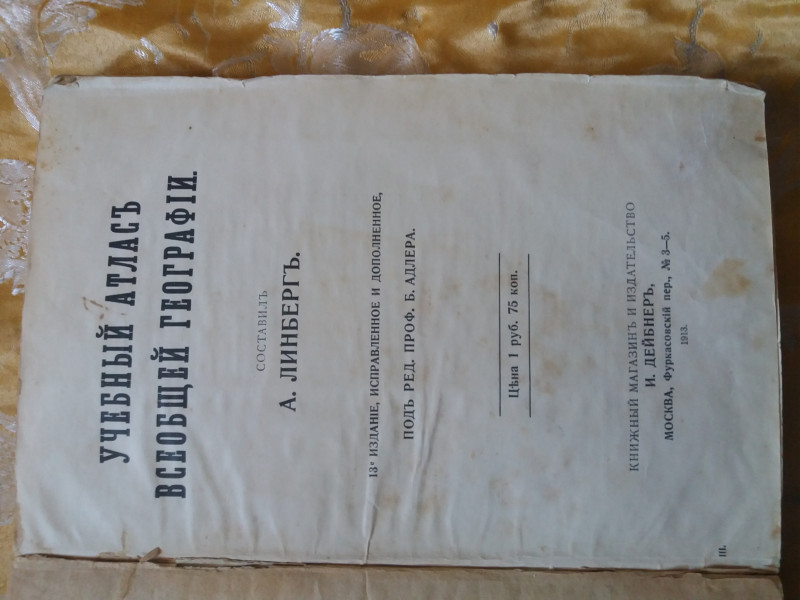 УЧЕБНЫЙ АТЛАСЪ
ВСЕОБЩЕЙ ГЕОГРАФІИ.
СОСТАВИЛЪ
А. ЛИНБЕРГЪ.
13е ИЗДАНІЕ, ИСПРАВЛЕННОЕ И ДОПОЛНЕННОЕ,
ПОДЪ РЕД. ПРОФ. Б. АДЛЕРА.
Цѣна 1 руб. 75 коп.
КНИЖНЫЙ МАГАЗИНЪ И ИЗДАТЕЛЬСТВО
И. ДЕЙБНЕРЪ,
МОСКВА, Фуркасовскій пер., № 3—5.
1913.
III.